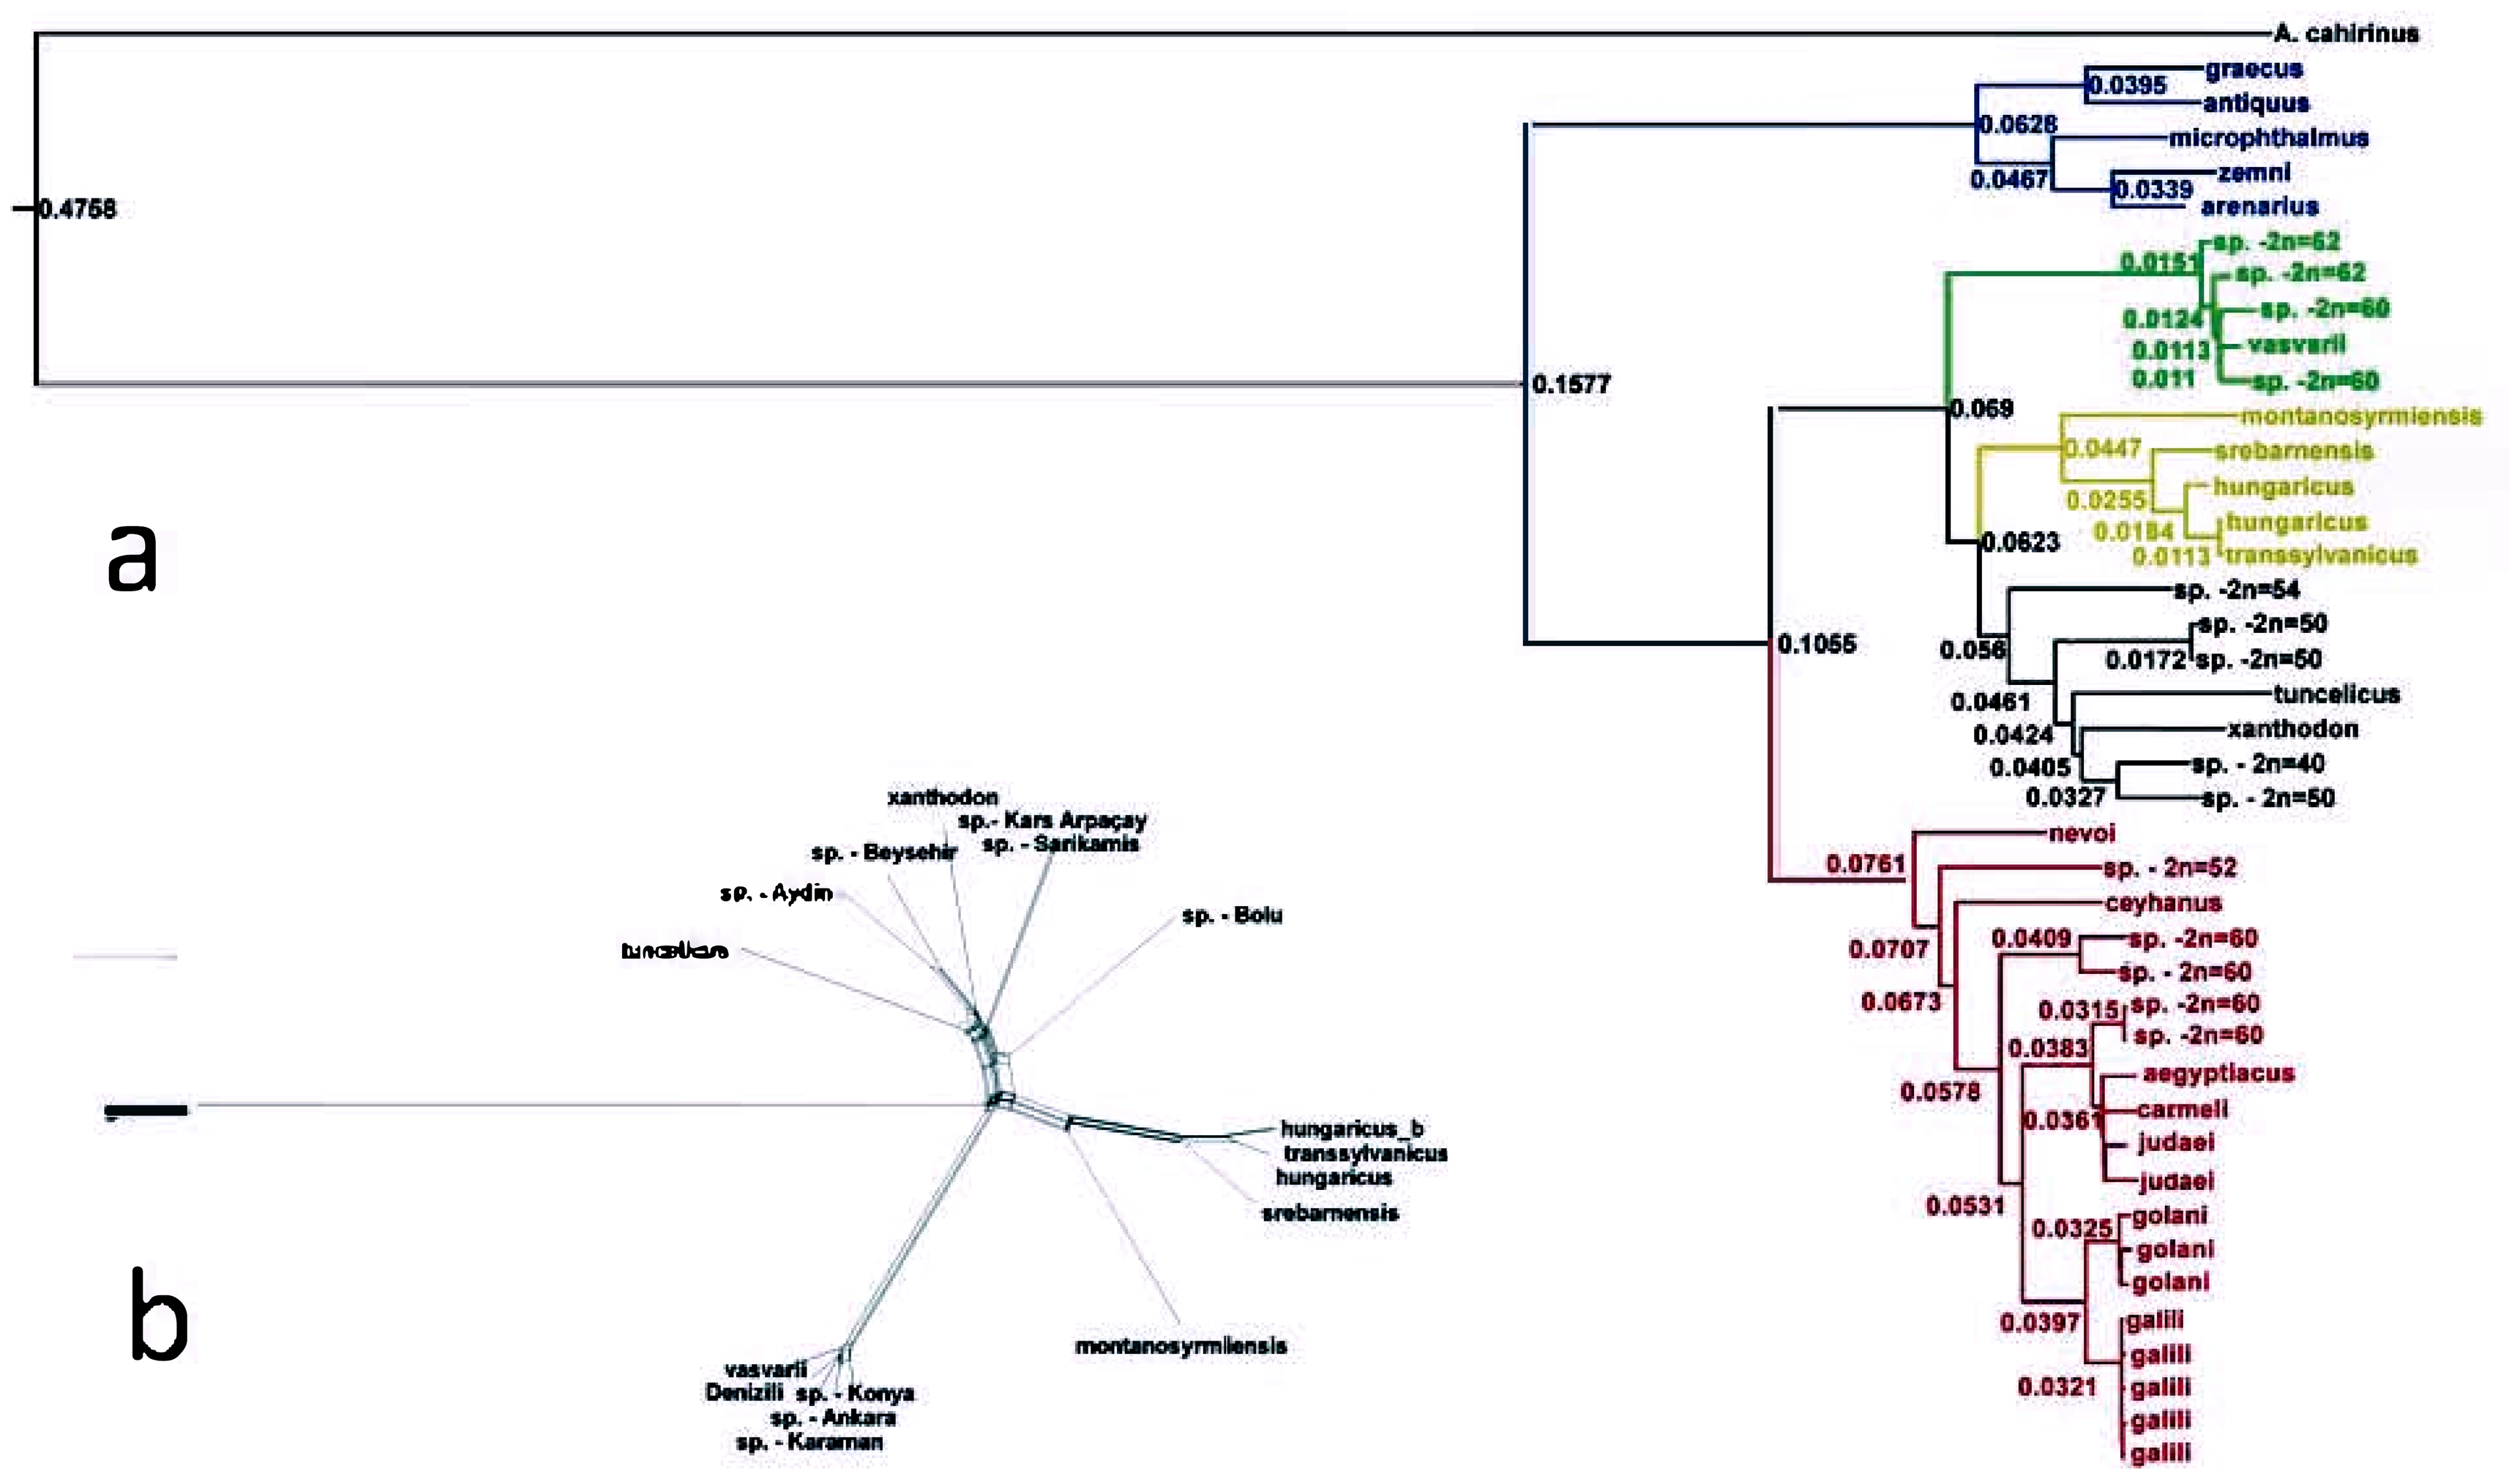 A. cahirinus
graecus
0.0395
antiquus
0.0628
microphthalmus
zemni
0.0467
0.0339
arenarius
0.4758
sp. -2n=62
0.0151
sp. -2n=62
sp. -2n=60
0.0124
vasvarii
0.0113
0.011
sp. -2n=60
0.1577
0.069
montanosyrmiensis
0.0447
srebarnensis
hungaricus
0.0255
hungaricus
0.0184
0.0113
transsylvanicus
0.0623
a
sp. -2n=54
sp. -2n=50
0.056
0.0172
sp. -2n=50
0.1055
tuncelicus
0.0461
xanthodon
0.0424
sp. - 2n=40
0.0405
0.0327
sp. - 2n=50
nevoi
0.0761
sp. - 2n=52
ceyhanus
0.0409
sp. -2n=60
0.0707
sp. - 2n=60
0.0673
0.0315
sp. -2n=60
sp. -2n=60
0.0383
aegyptiacus
0.0578
carmeli
0.0361
judaei
judaei
0.0531
golani
0.0325
golani
golani
0.0397
galili
galili
0.0321
galili
galili
galili
xanthodon
sp.- Kars Arpaçay
sp. - Sarikamis
sp. - Beysehir
sp. - Aydin
sp. - Bolu
hungaricus_b
transsylvanicus
hungaricus
srebarnensis
b
montanosyrmiensis
vasvarii
Denizili sp. - Konya
sp. - Ankara
sp. - Karaman